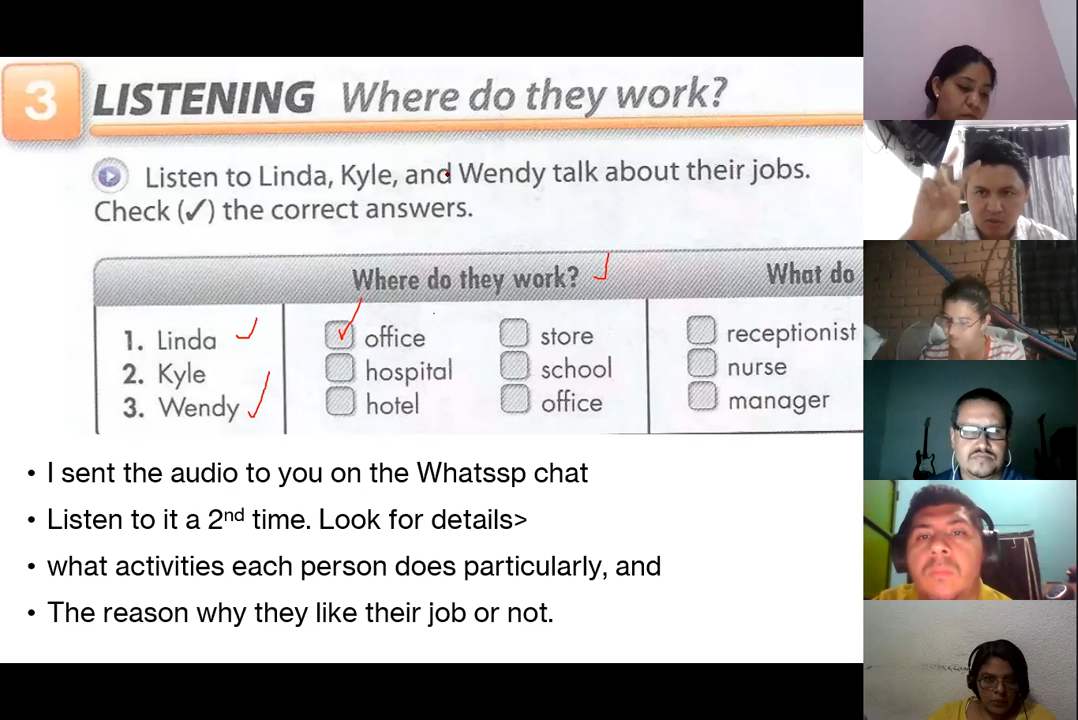 3 LISTENING Where do they work?
Listen to Linda, Kyle, and Wendy talk about their jobs.
Check (✓) the correct answers.
Where do they work? What do
1. Linda office store receptionist
2. Kyle hospital school nurse
3. Wendy hotel office manager
• I sent the audio to you on the Whatssp chat
• Listen to it a 2nd time. Look for details>
• what activities each person does particularly, and
• The reason why they like their job or not.